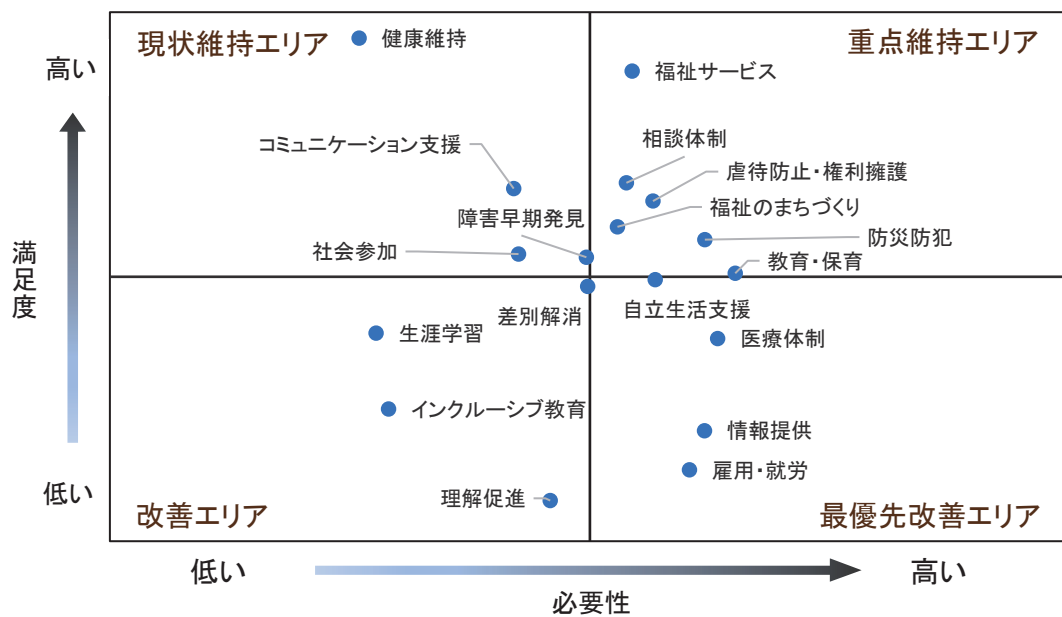 現状維持エリア
健康維持
重点維持エリア
高い
福祉サービス
コミュニケーション支援
相談体制
虐待防止・権利擁護
福祉のまちづくり
障害早期発見
防災防犯
社会参加
教育・保育
満足度
差別解消
自立生活支援
生涯学習
医療体制
インクルーシブ教育
情報提供
雇用・就労
低い
理解促進
改善エリア
最優先改善エリア
低い
高い
必要性